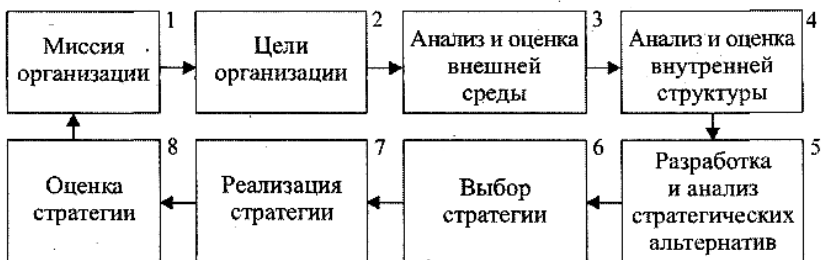 1
Миссия
организации
2
Цели
организации
3
Анализ и оценка
внешней
среды
4
Анализ и оценка
внутренней
структуры
5
Разработка
и анализ
стратегических
альтернатив
6
Выбор
стратегии
7
Реализация
стратегии
8
Оценка
стратегии